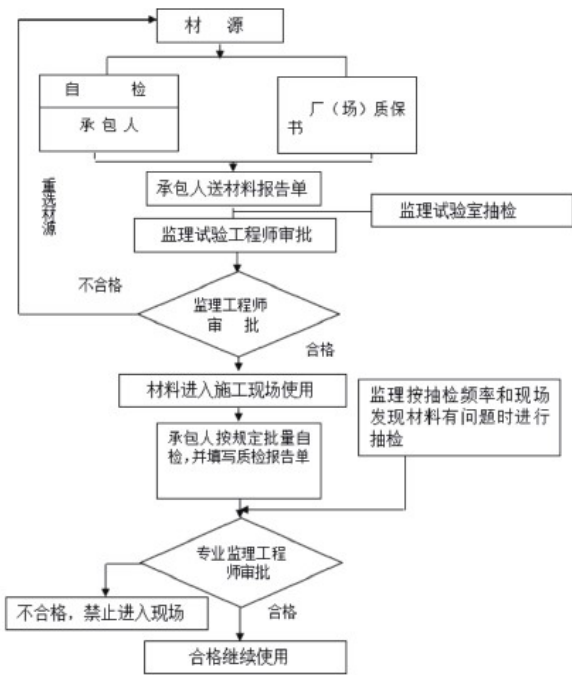 材 源
自 检
承 包 人
厂（场）质保
书
承包人送材料报告单
重选材源
监理试验室抽检
监理试验工程师审批
不合格
监理工程师
审 批
合格
材料进入施工现场使用
监理按抽检频率和现场
发现材料有问题时进行
抽检
承包人按规定批量自
检,并填写质检报告单
专业监理工程
师审批
不合格，禁止进入现场
合格
合格继续使用